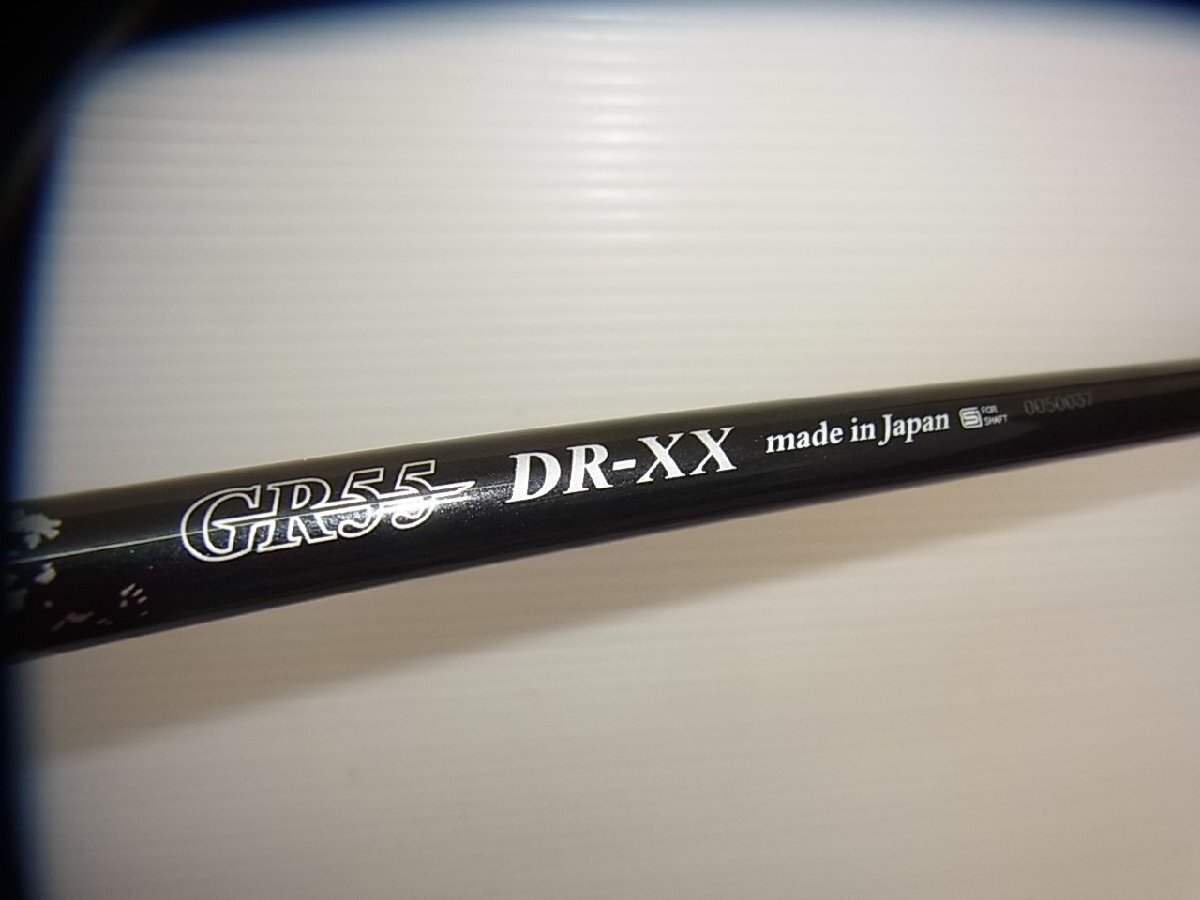 GR55 DR-XX made in Japan S FOR SHAFT 0050037